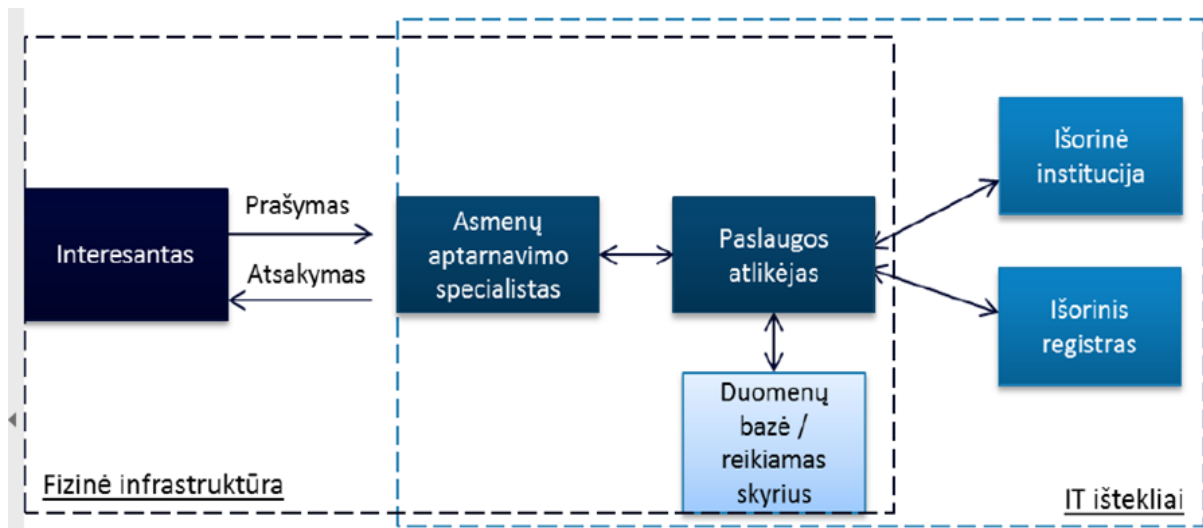 Interesantas
Prašymas
Atsakymas
Asmenų
aptarnavimo
specialistas
Paslaugos
atlikėjas
Išorinė
institucija
Išorinis
registras
Duomenų
bazė /
reikiamas
skyrius
Fizinė infrastruktūra
IT ištekliai